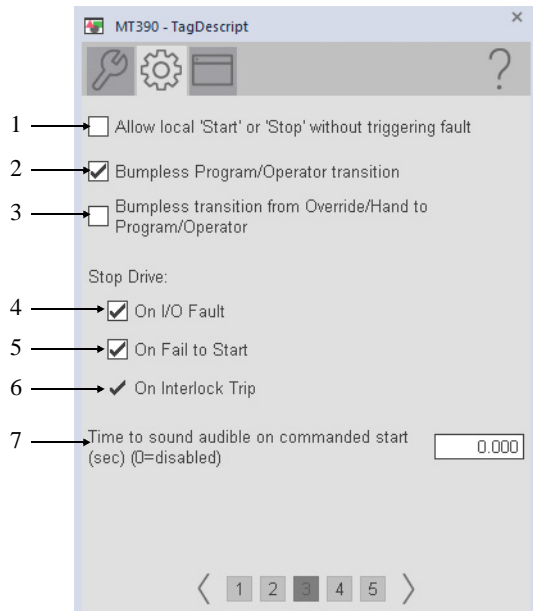 MT390 - TagDescript
×
?
1 Allow local 'Start' or 'Stop' without triggering fault
2 Bumpless Program/Operator transition
3 Bumpless transition from Override/Hand to
Program/Operator
Stop Drive:
4 On I/O Fault
5 On Fail to Start
6 On Interlock Trip
7 Time to sound audible on commanded start
(sec) (0=disabled) 0.000
1 2 3 4 5